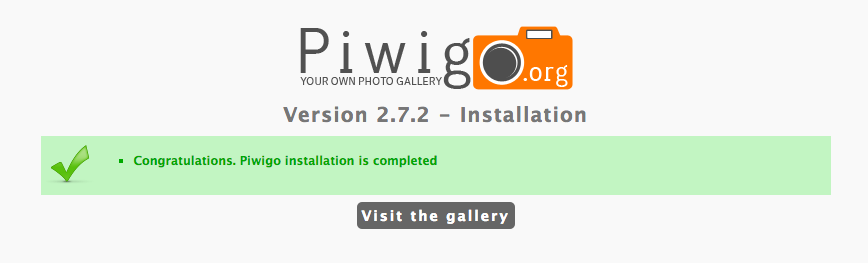 Piwigo.org
YOUR OWN PHOTO GALLERY
Version 2.7.2 – Installation
Congratulations. Piwigo installation is completed
Visit the gallery